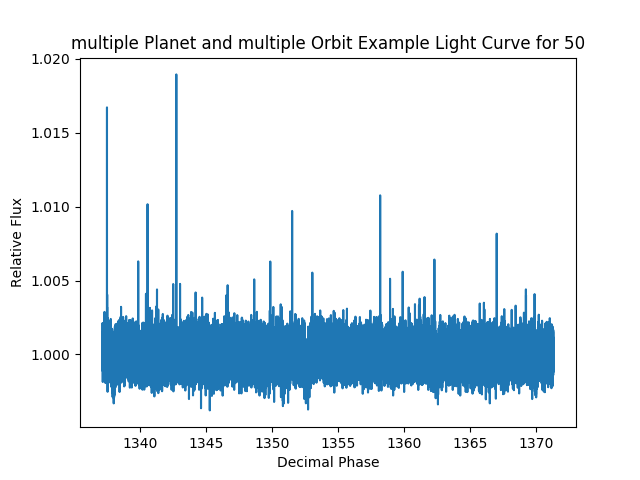 multiple Planet and multiple Orbit Example Light Curve for 50
1.020
1.015
1.010
1.005
1.000
Relative Flux
1340 1345 1350 1355 1360 1365 1370
Decimal Phase